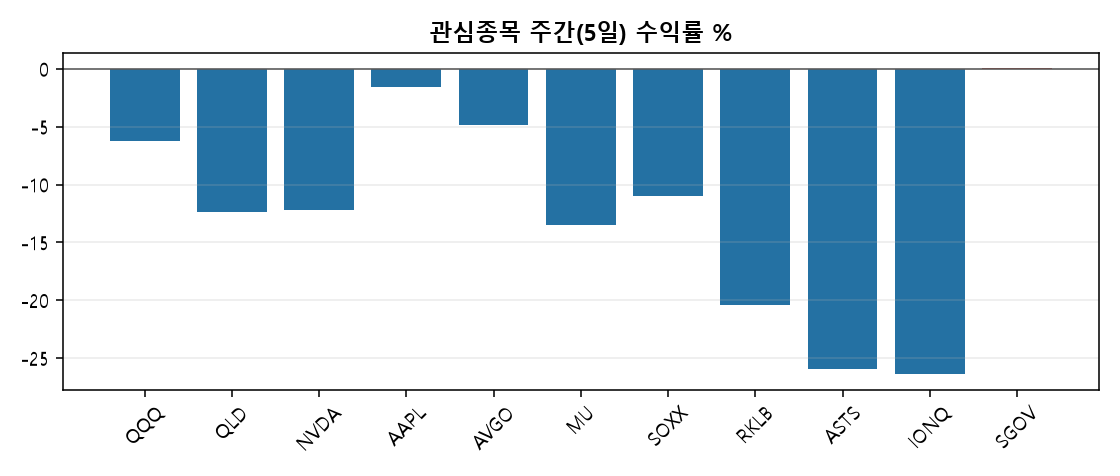 관심종목 주간(5일) 수익률 %
0
-5
-10
-15
-20
-25
QQQ
QLD
NVDA
AAPL
AVGO
MU
SOXX
RKLB
ASTS
IONQ
SGOV